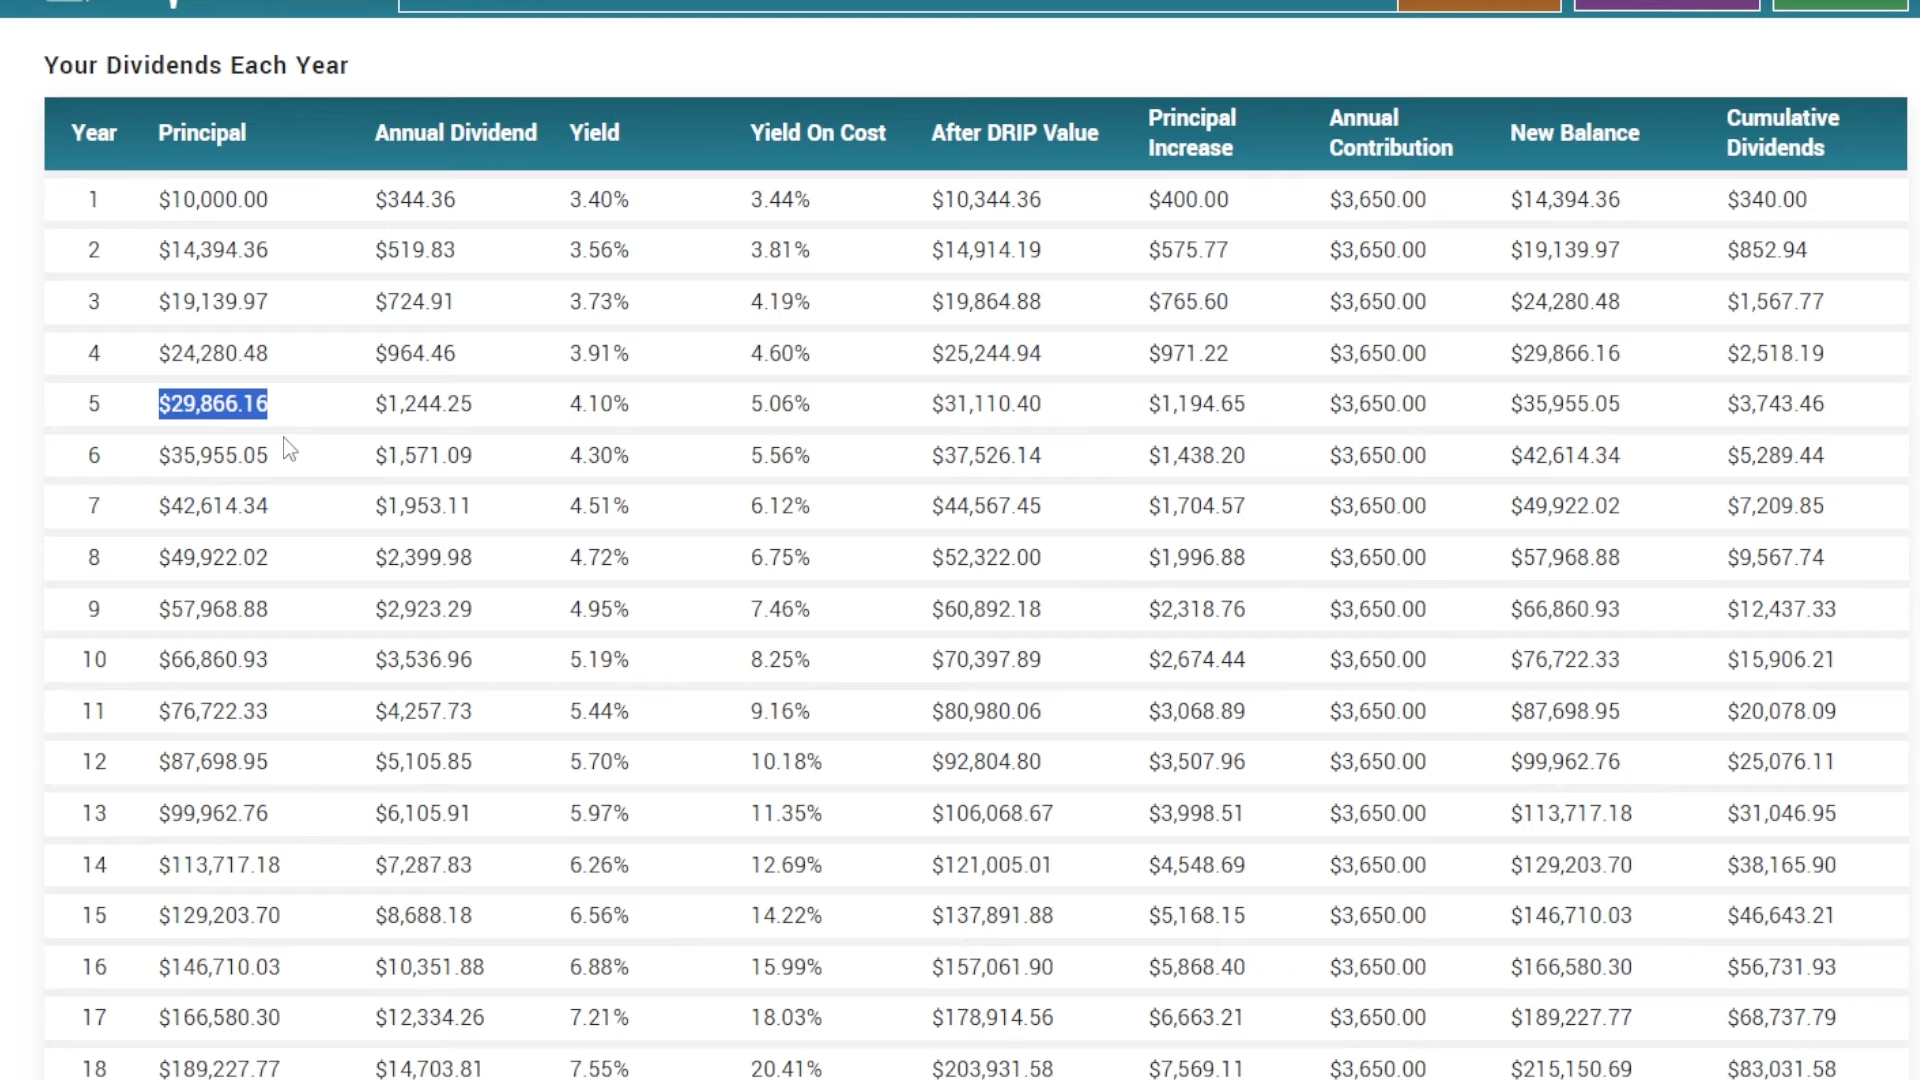 Your Dividends Each Year
Year Principal Annual Dividend Yield Yield On Cost After DRIP Value Principal Increase Annual Contribution New Balance Cumulative Dividends
1 $10,000.00 $344.36 3.40% 3.44% $10,344.36 $400.00 $3,650.00 $14,394.36 $340.00
2 $14,394.36 $519.83 3.56% 3.81% $14,914.19 $575.77 $3,650.00 $19,139.97 $852.94
3 $19,139.97 $724.91 3.73% 4.19% $19,864.88 $765.60 $3,650.00 $24,280.48 $1,567.77
4 $24,280.48 $964.46 3.91% 4.60% $25,244.94 $971.22 $3,650.00 $29,866.16 $2,518.19
5 $29,866.16 $1,244.25 4.10% 5.06% $31,110.40 $1,194.65 $3,650.00 $35,955.05 $3,743.46
6 $35,955.05 $1,571.09 4.30% 5.56% $37,526.14 $1,438.20 $3,650.00 $42,614.34 $5,289.44
7 $42,614.34 $1,953.11 4.51% 6.12% $44,567.45 $1,704.57 $3,650.00 $49,922.02 $7,209.85
8 $49,922.02 $2,399.98 4.72% 6.75% $52,322.00 $1,996.88 $3,650.00 $57,968.88 $9,567.74
9 $57,968.88 $2,923.29 4.95% 7.46% $60,892.18 $2,318.76 $3,650.00 $66,860.93 $12,437.33
10 $66,860.93 $3,536.96 5.19% 8.25% $70,397.89 $2,674.44 $3,650.00 $76,722.33 $15,906.21
11 $76,722.33 $4,257.73 5.44% 9.16% $80,980.06 $3,068.89 $3,650.00 $87,698.95 $20,078.09
12 $87,698.95 $5,105.85 5.70% 10.18% $92,804.80 $3,507.96 $3,650.00 $99,962.76 $25,076.11
13 $99,962.76 $6,105.91 5.97% 11.35% $106,068.67 $3,998.51 $3,650.00 $113,717.18 $31,046.95
14 $113,717.18 $7,287.83 6.26% 12.69% $121,005.01 $4,548.69 $3,650.00 $129,203.70 $38,165.90
15 $129,203.70 $8,688.18 6.56% 14.22% $137,891.88 $5,168.15 $3,650.00 $146,710.03 $46,643.21
16 $146,710.03 $10,351.88 6.88% 15.99% $157,061.90 $5,868.40 $3,650.00 $166,580.30 $56,731.93
17 $166,580.30 $12,334.26 7.21% 18.03% $178,914.56 $6,663.21 $3,650.00 $189,227.77 $68,737.79
18 $189,227.77 $14,703.81 7.55% 20.41% $203,931.58 $7,569.11 $3,650.00 $215,150.69 $83,031.58